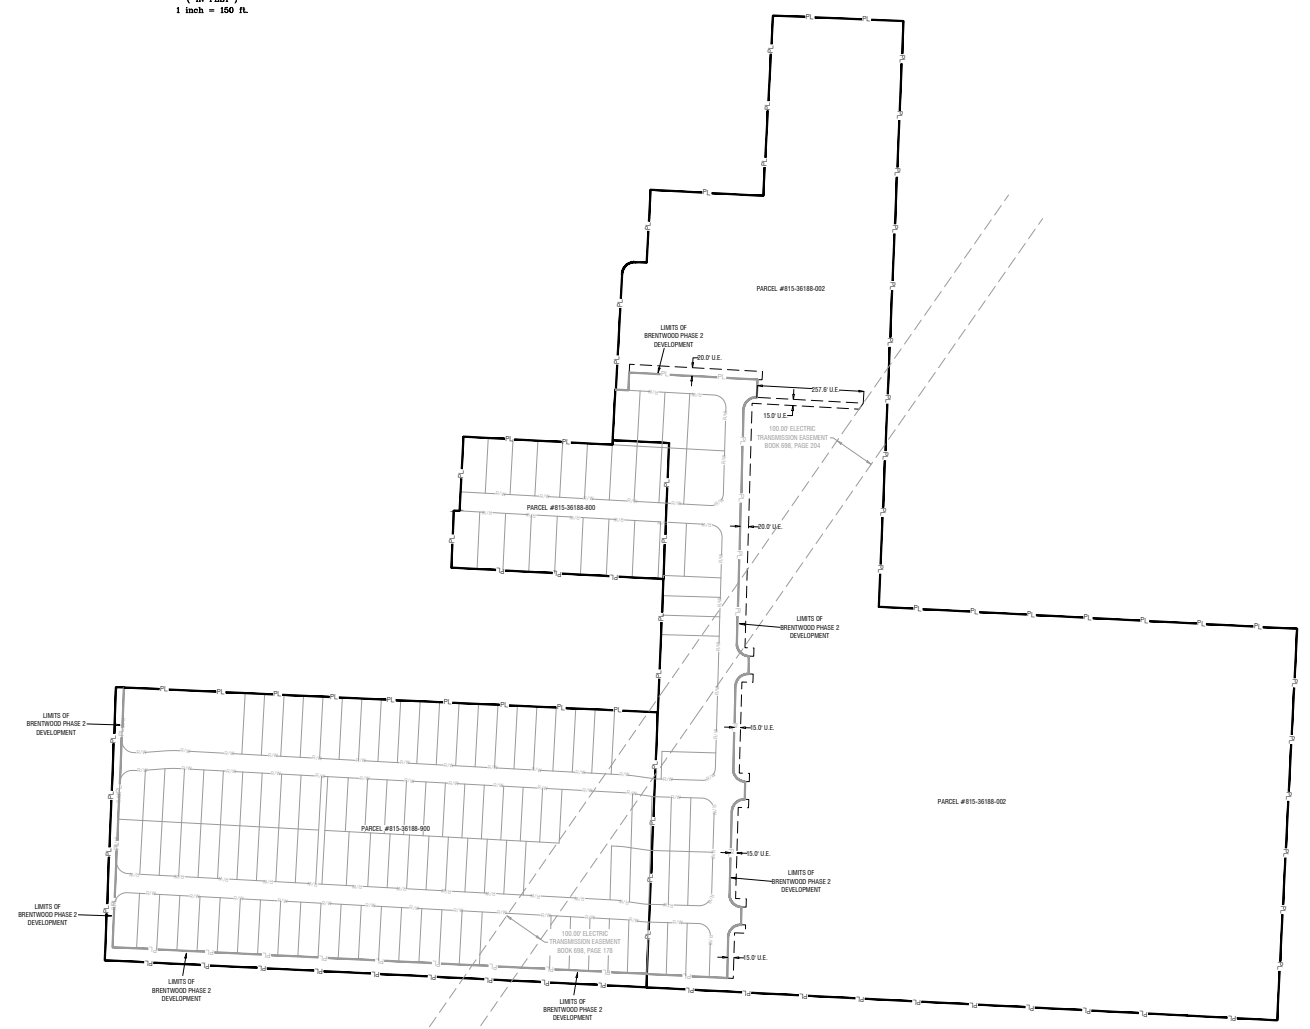 ( IN FEET )
1 inch = 150 ft.
PL PL
PARCEL #815-36188-002
LIMITS OF
BRENTWOOD PHASE 2
DEVELOPMENT
20.0' U.E.
257.6' U.E.
15.0' U.E.
100.00' ELECTRIC
TRANSMISSION EASEMENT
BOOK 698, PAGE 204
PARCEL #815-36188-800
20.0' U.E.
LIMITS OF
BRENTWOOD PHASE 2
DEVELOPMENT
LIMITS OF
BRENTWOOD PHASE 2
DEVELOPMENT
15.0' U.E.
PARCEL #815-36188-002
PARCEL #815-36188-900
15.0' U.E.
LIMITS OF
BRENTWOOD PHASE 2
DEVELOPMENT
LIMITS OF
BRENTWOOD PHASE 2
DEVELOPMENT
100.00' ELECTRIC
TRANSMISSION EASEMENT
BOOK 698, PAGE 178
15.0' U.E.
LIMITS OF
BRENTWOOD PHASE 2
DEVELOPMENT
LIMITS OF
BRENTWOOD PHASE 2
DEVELOPMENT